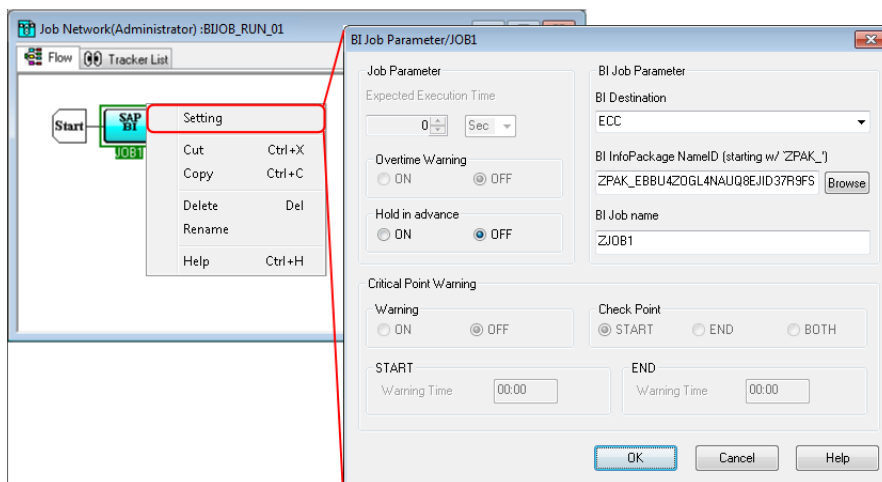 Job Network(Administrator) :BIJOB_RUN_01
Flow
Tracker List
Start
SAP
BI
JOB1
Setting
Cut Ctrl+X
Copy Ctrl+C
Delete Del
Rename
Help Ctrl+H
BI Job Parameter/JOB1
Job Parameter
Expected Execution Time
0 Sec
Overtime Warning
ON OFF
Hold in advance
ON OFF
BI Job Parameter
BI Destination
ECC
BI InfoPackage NameID (starting w/ 'ZPAK_')
ZPAK_EBBU4ZOGL4NAUQ8EJID37R9FS Browse
BI Job name
ZJOB1
Critical Point Warning
Warning
ON OFF
Check Point
START END BOTH
START
Warning Time 00:00
END
Warning Time 00:00
OK Cancel Help